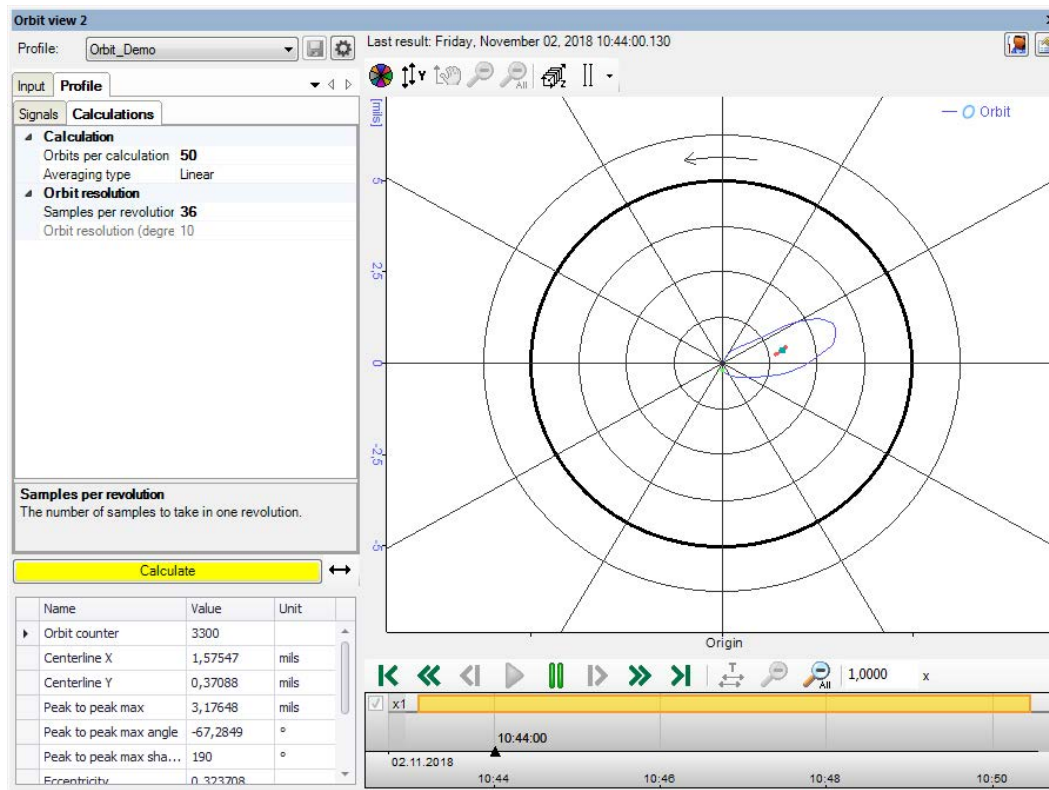 Orbit view 2
Profile: Orbit_Demo
Input Profile
Signals Calculations
Calculation
Orbits per calculation 50
Averaging type Linear
Orbit resolution
Samples per revolution 36
Orbit resolution (degre 10
Samples per revolution
The number of samples to take in one revolution.
Calculate
Name Value Unit
Orbit counter 3300
Centerline X 1,57547 mils
Centerline Y 0,37088 mils
Peak to peak max 3,17648 mils
Peak to peak max angle -67,2849 °
Peak to peak max sha... 190 °
Eccentricity 0,323708
Last result: Friday, November 02, 2018 10:44:00.130
Y All Z
[mils]
Orbit
5
2,5
0
-2,5
-5
Origin
T All 1,0000 x
x1
10:44:00
02.11.2018
10:44 10:46 10:48 10:50